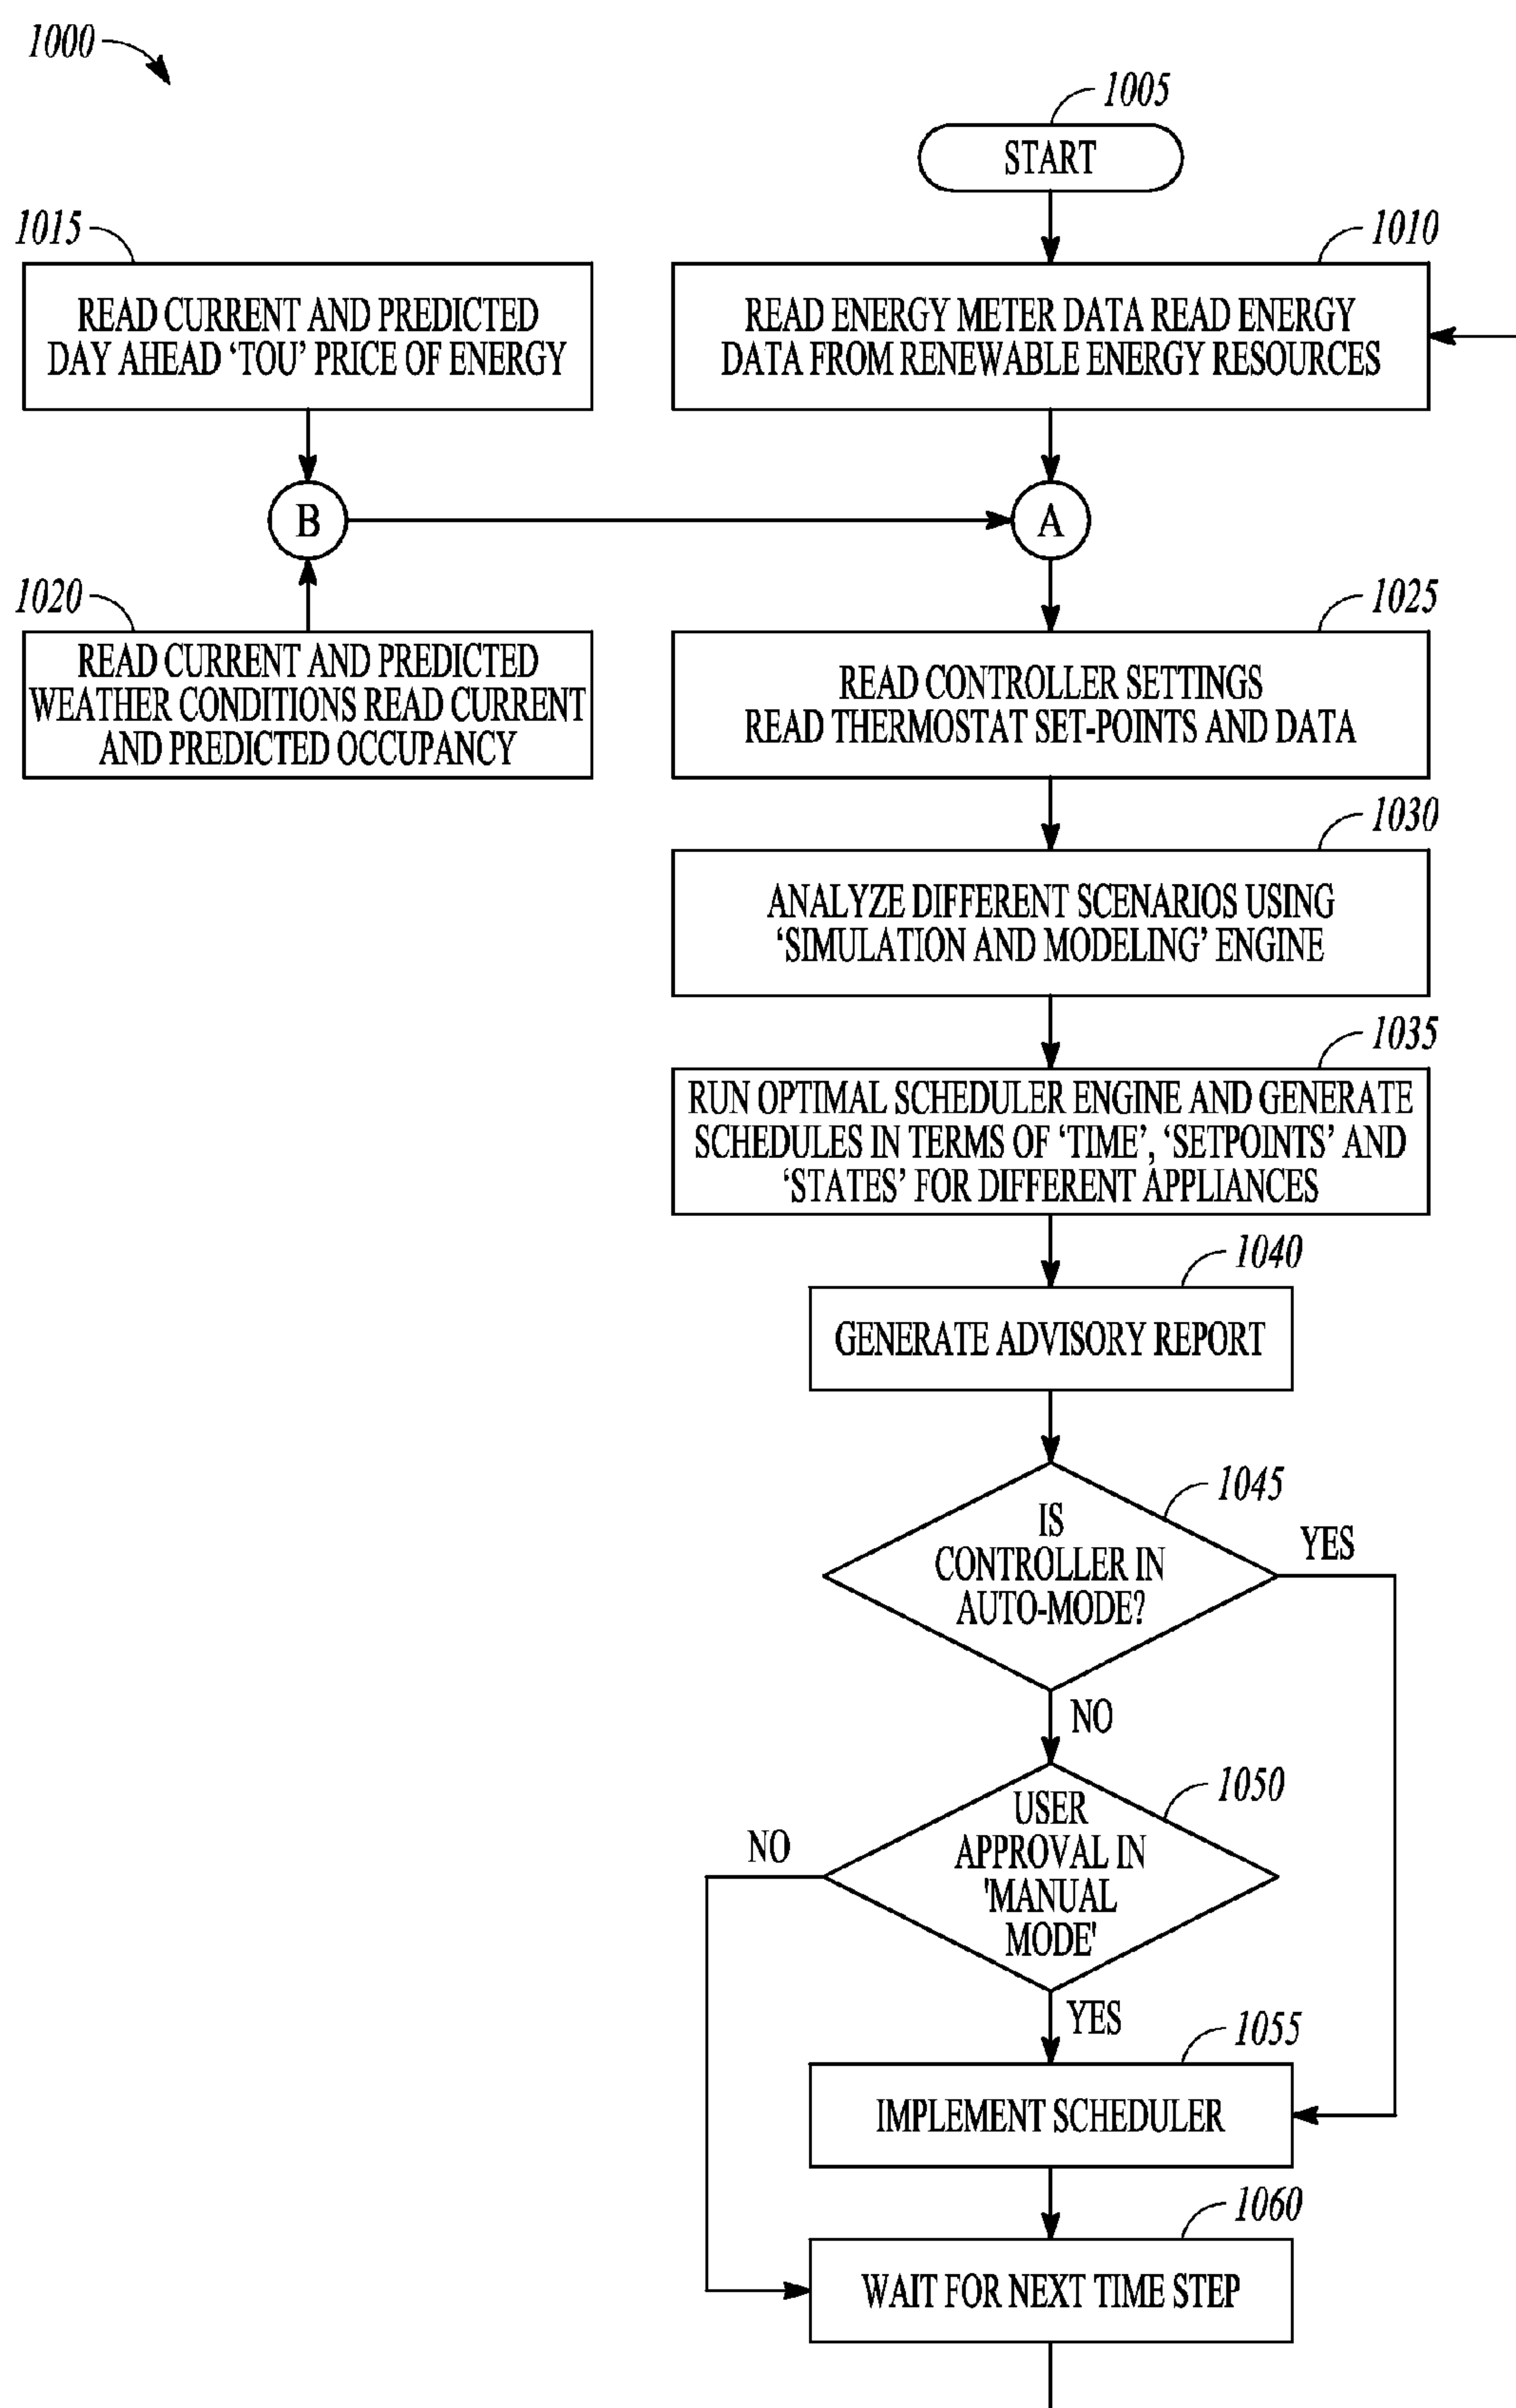 1000
1005
START
1015
READ CURRENT AND PREDICTED
DAY AHEAD ‘TOU’ PRICE OF ENERGY
1010
READ ENERGY METER DATA READ ENERGY
DATA FROM RENEWABLE ENERGY RESOURCES
B
A
1020
READ CURRENT AND PREDICTED
WEATHER CONDITIONS READ CURRENT
AND PREDICTED OCCUPANCY
1025
READ CONTROLLER SETTINGS
READ THERMOSTAT SET-POINTS AND DATA
1030
ANALYZE DIFFERENT SCENARIOS USING
‘SIMULATION AND MODELING’ ENGINE
1035
RUN OPTIMAL SCHEDULER ENGINE AND GENERATE
SCHEDULES IN TERMS OF ‘TIME’, ‘SETPOINTS’ AND
‘STATES’ FOR DIFFERENT APPLIANCES
1040
GENERATE ADVISORY REPORT
1045
IS
CONTROLLER IN
AUTO-MODE?
YES
NO
1050
USER
APPROVAL IN
'MANUAL
MODE'
NO
YES
1055
IMPLEMENT SCHEDULER
1060
WAIT FOR NEXT TIME STEP